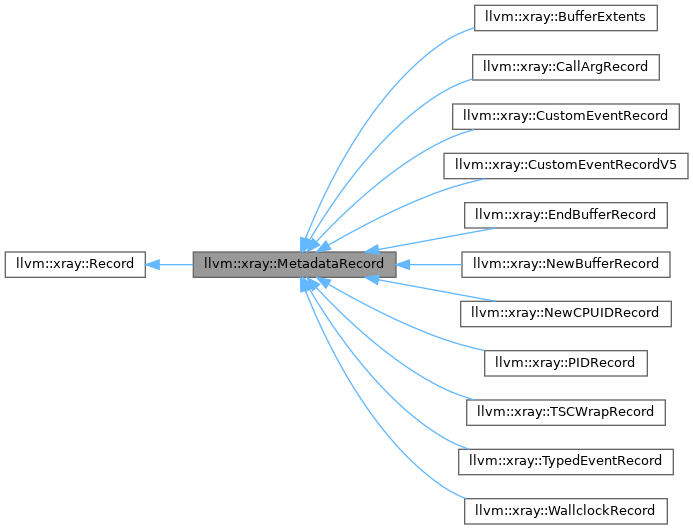 llvm::xray::BufferExtents
llvm::xray::CallArgRecord
llvm::xray::CustomEventRecord
llvm::xray::CustomEventRecordV5
llvm::xray::EndBufferRecord
llvm::xray::Record
llvm::xray::MetadataRecord
llvm::xray::NewBufferRecord
llvm::xray::NewCPUIDRecord
llvm::xray::PIDRecord
llvm::xray::TSCWrapRecord
llvm::xray::TypedEventRecord
llvm::xray::WallclockRecord